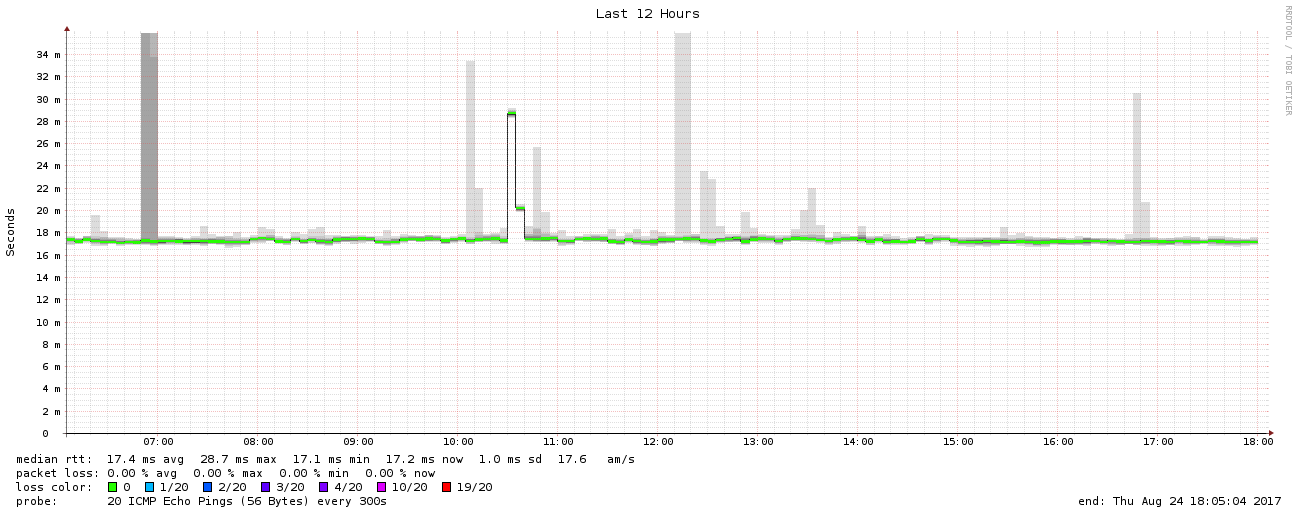 Last 12 Hours
RRDTOOL / TOBI OETIKER
Seconds
34 m
32 m
30 m
28 m
26 m
24 m
22 m
20 m
18 m
16 m
14 m
12 m
10 m
8 m
6 m
4 m
2 m
0
07:00 08:00 09:00 10:00 11:00 12:00 13:00 14:00 15:00 16:00 17:00 18:00
median rtt: 17.4 ms avg 28.7 ms max 17.1 ms min 17.2 ms now 1.0 ms sd 17.6 am/s
packet loss: 0.00 % avg 0.00 % max 0.00 % min 0.00 % now
loss color: 0 1/20 2/20 3/20 4/20 10/20 19/20
probe: 20 ICMP Echo Pings (56 Bytes) every 300s end: Thu Aug 24 18:05:04 2017